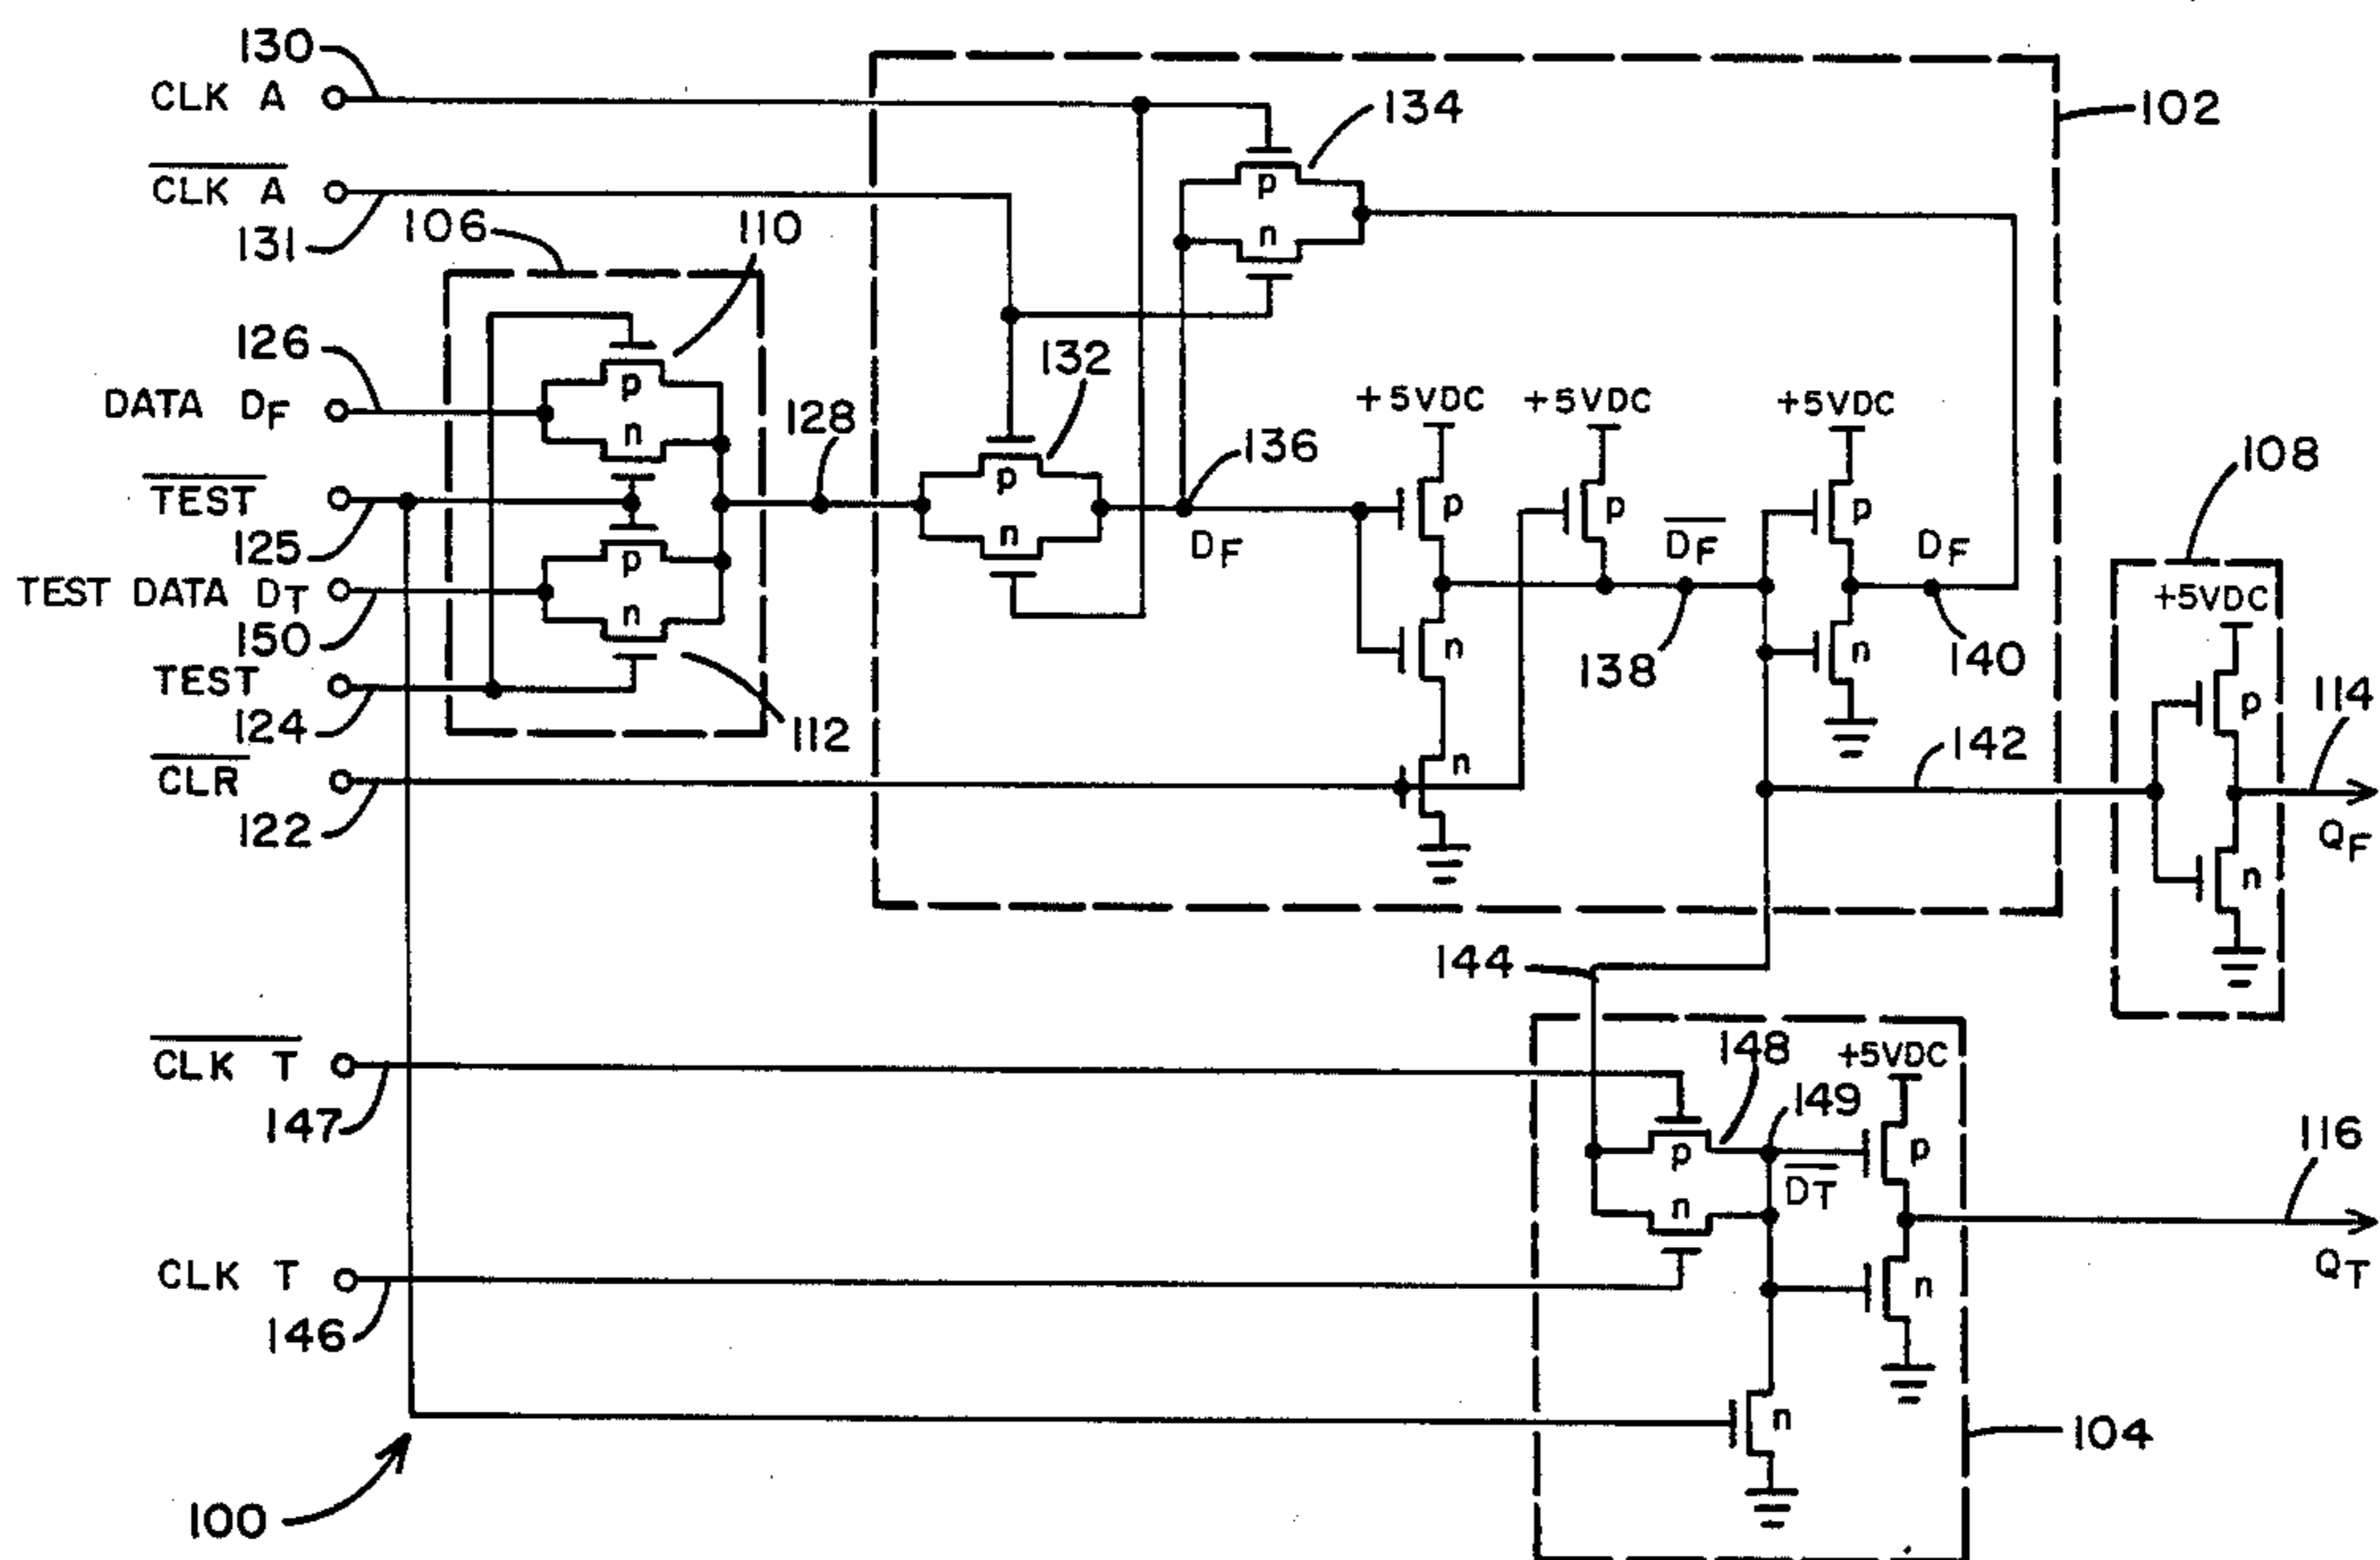 130
CLK A
134
102
CLK A
131
106
110
p
n
126
DATA DF
p
n
128
132
p
n
136
DF
+5VDC
+5VDC
+5VDC
p
p
p
DF
DF
108
TEST
125
TEST DATA DT
150
p
n
TEST
124
112
n
138
n
140
+5VDC
p
114
142
CLR
122
n
QF
n
144
CLK T
147
148
+5VDC
149
p
p
DT
n
116
QT
n
CLK T
146
n
104
100